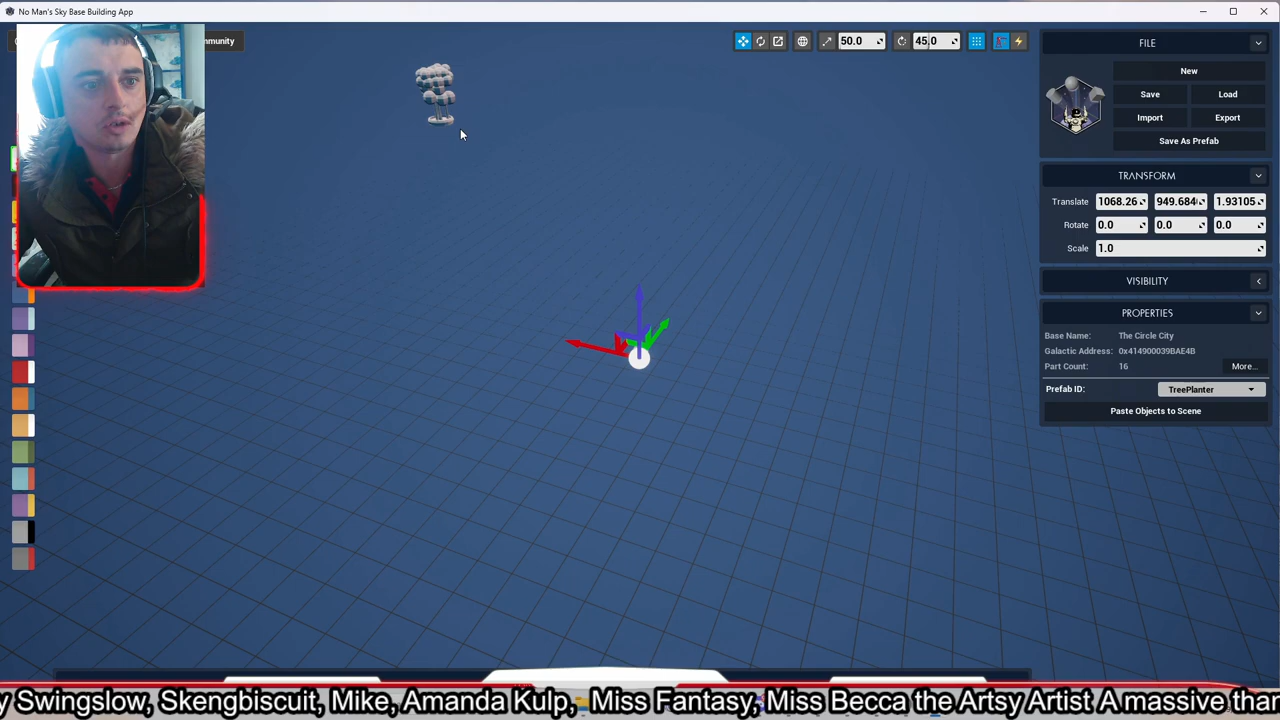 No Man's Sky Base Building App
mmunity
50.0
45.0
FILE
New
Save
Load
Import
Export
Save As Prefab
TRANSFORM
Translate 1068.26 949.684 1.93105
Rotate 0.0 0.0 0.0
Scale 1.0
VISIBILITY
PROPERTIES
Base Name: The Circle City
Galactic Address: 0x414900039BAE4B
Part Count: 16 More...
Prefab ID: TreePlanter
Paste Objects to Scene
y Swingslow, Skengbiscuit, Mike, Amanda Kulp, Miss Fantasy, Miss Becca the Artsy Artist A massive than